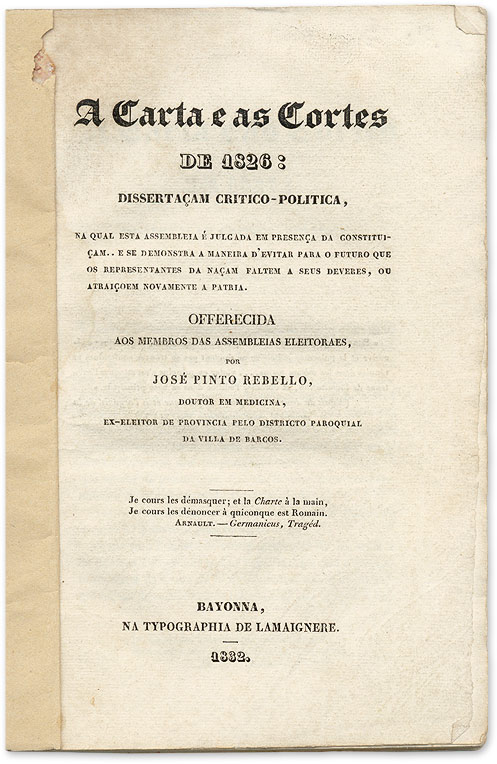 A Carta e as Cortes
DE 1826:
DISSERTAÇAM CRITICO-POLITICA,
NA QUAL ESTA ASSEMBLEIA É JULGADA EM PRESENÇA DA CONSTITUI-
ÇAM.. E SE DEMONSTRA A MANEIRA D'EVITAR PARA O FUTURO QUE
OS REPRESENTANTES DA NAÇAM FALTEM A SEUS DEVERES, OU
ATRAIÇOEM NOVAMENTE A PATRIA.
OFFERECIDA
AOS MEMBROS DAS ASSEMBLEIAS ELEITORAES,
POR
JOSÉ PINTO REBELLO,
DOUTOR EM MEDICINA,
EX-ELEITOR DE PROVINCIA PELO DISTRICTO PAROQUIAL
DA VILLA DE BARCOS.
Je cours les démasquer; et la Charte à la main,
Je cours les dénoncer à quiconque est Romain.
ARNAULT. — Germanicus, Tragéd.
BAYONNA,
NA TYPOGRAPHIA DE LAMAIGNERE.
1832.